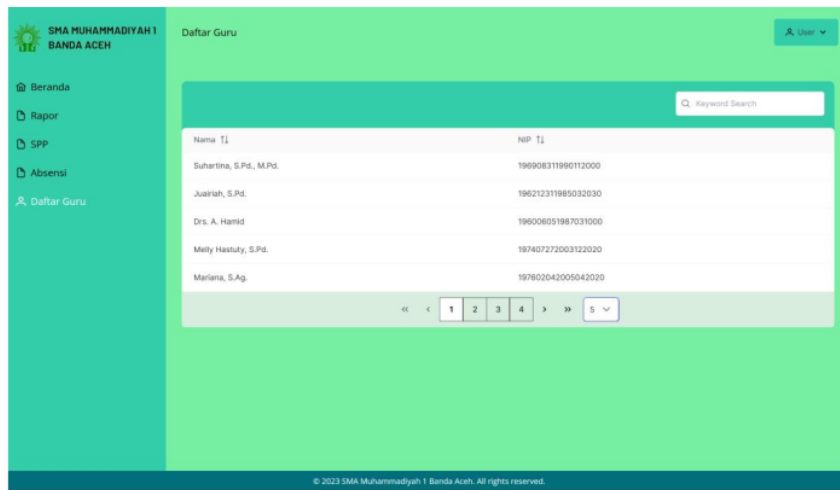 SMA MUHAMMADIYAH 1
BANDA ACEH
Daftar Guru
User
Beranda
Rapor
SPP
Absensi
Daftar Guru
Keyword Search
Nama NIP
Suhartina, S.Pd., M.Pd. 196908311990112000
Juairiah, S.Pd. 196212311985032030
Drs. A. Hamid 196006051987031000
Melly Hastuty, S.Pd. 197407272003122020
Mariana, S.Ag. 197602042005042020
« ‹ 1 2 3 4 › » 5
© 2023 SMA Muhammadiyah 1 Banda Aceh. All rights reserved.